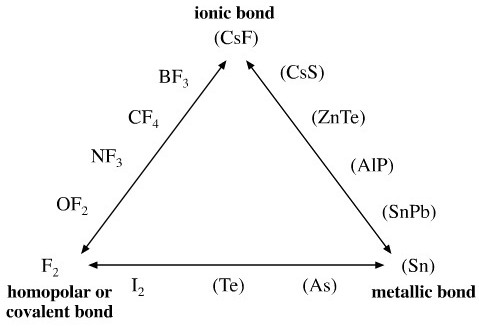 ionic bond
(CsF)
BF₃
(CsS)
CF₄
(ZnTe)
NF₃
(AlP)
OF₂
(SnPb)
F₂
(Sn)
I₂
(Te)
(As)
homopolar or
covalent bond
metallic bond